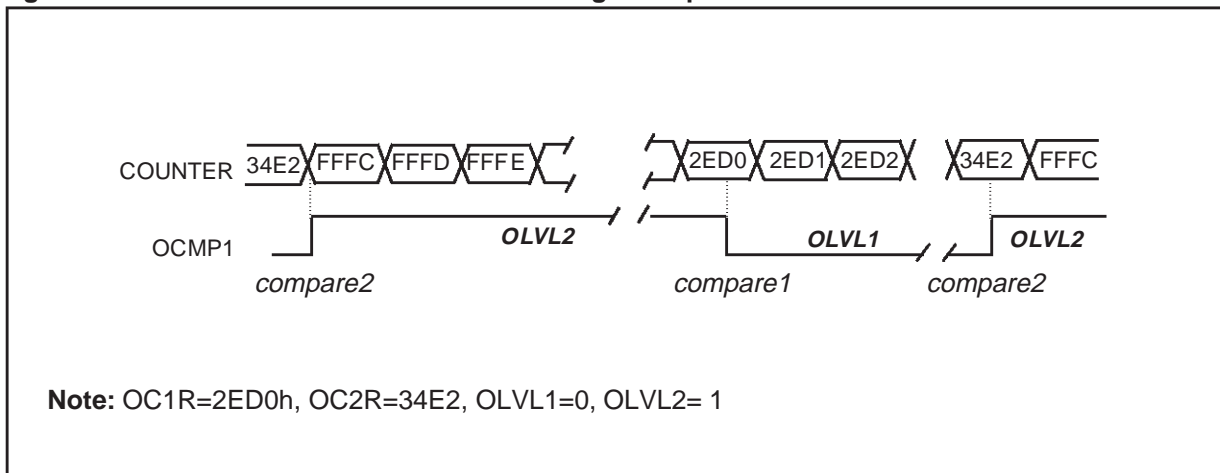 COUNTER 34E2 FFFC FFFD FFFE 2ED0 2ED1 2ED2 34E2 FFFC
OCMP1 OLVL2 OLVL1 OLVL2
compare2 compare1 compare2
Note: OC1R=2ED0h, OC2R=34E2, OLVL1=0, OLVL2= 1